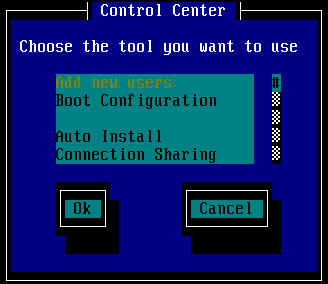 Control Center
Choose the tool you want to use
Add new users
#
Boot Configuration
Auto Install
Connection Sharing
Ok
Cancel